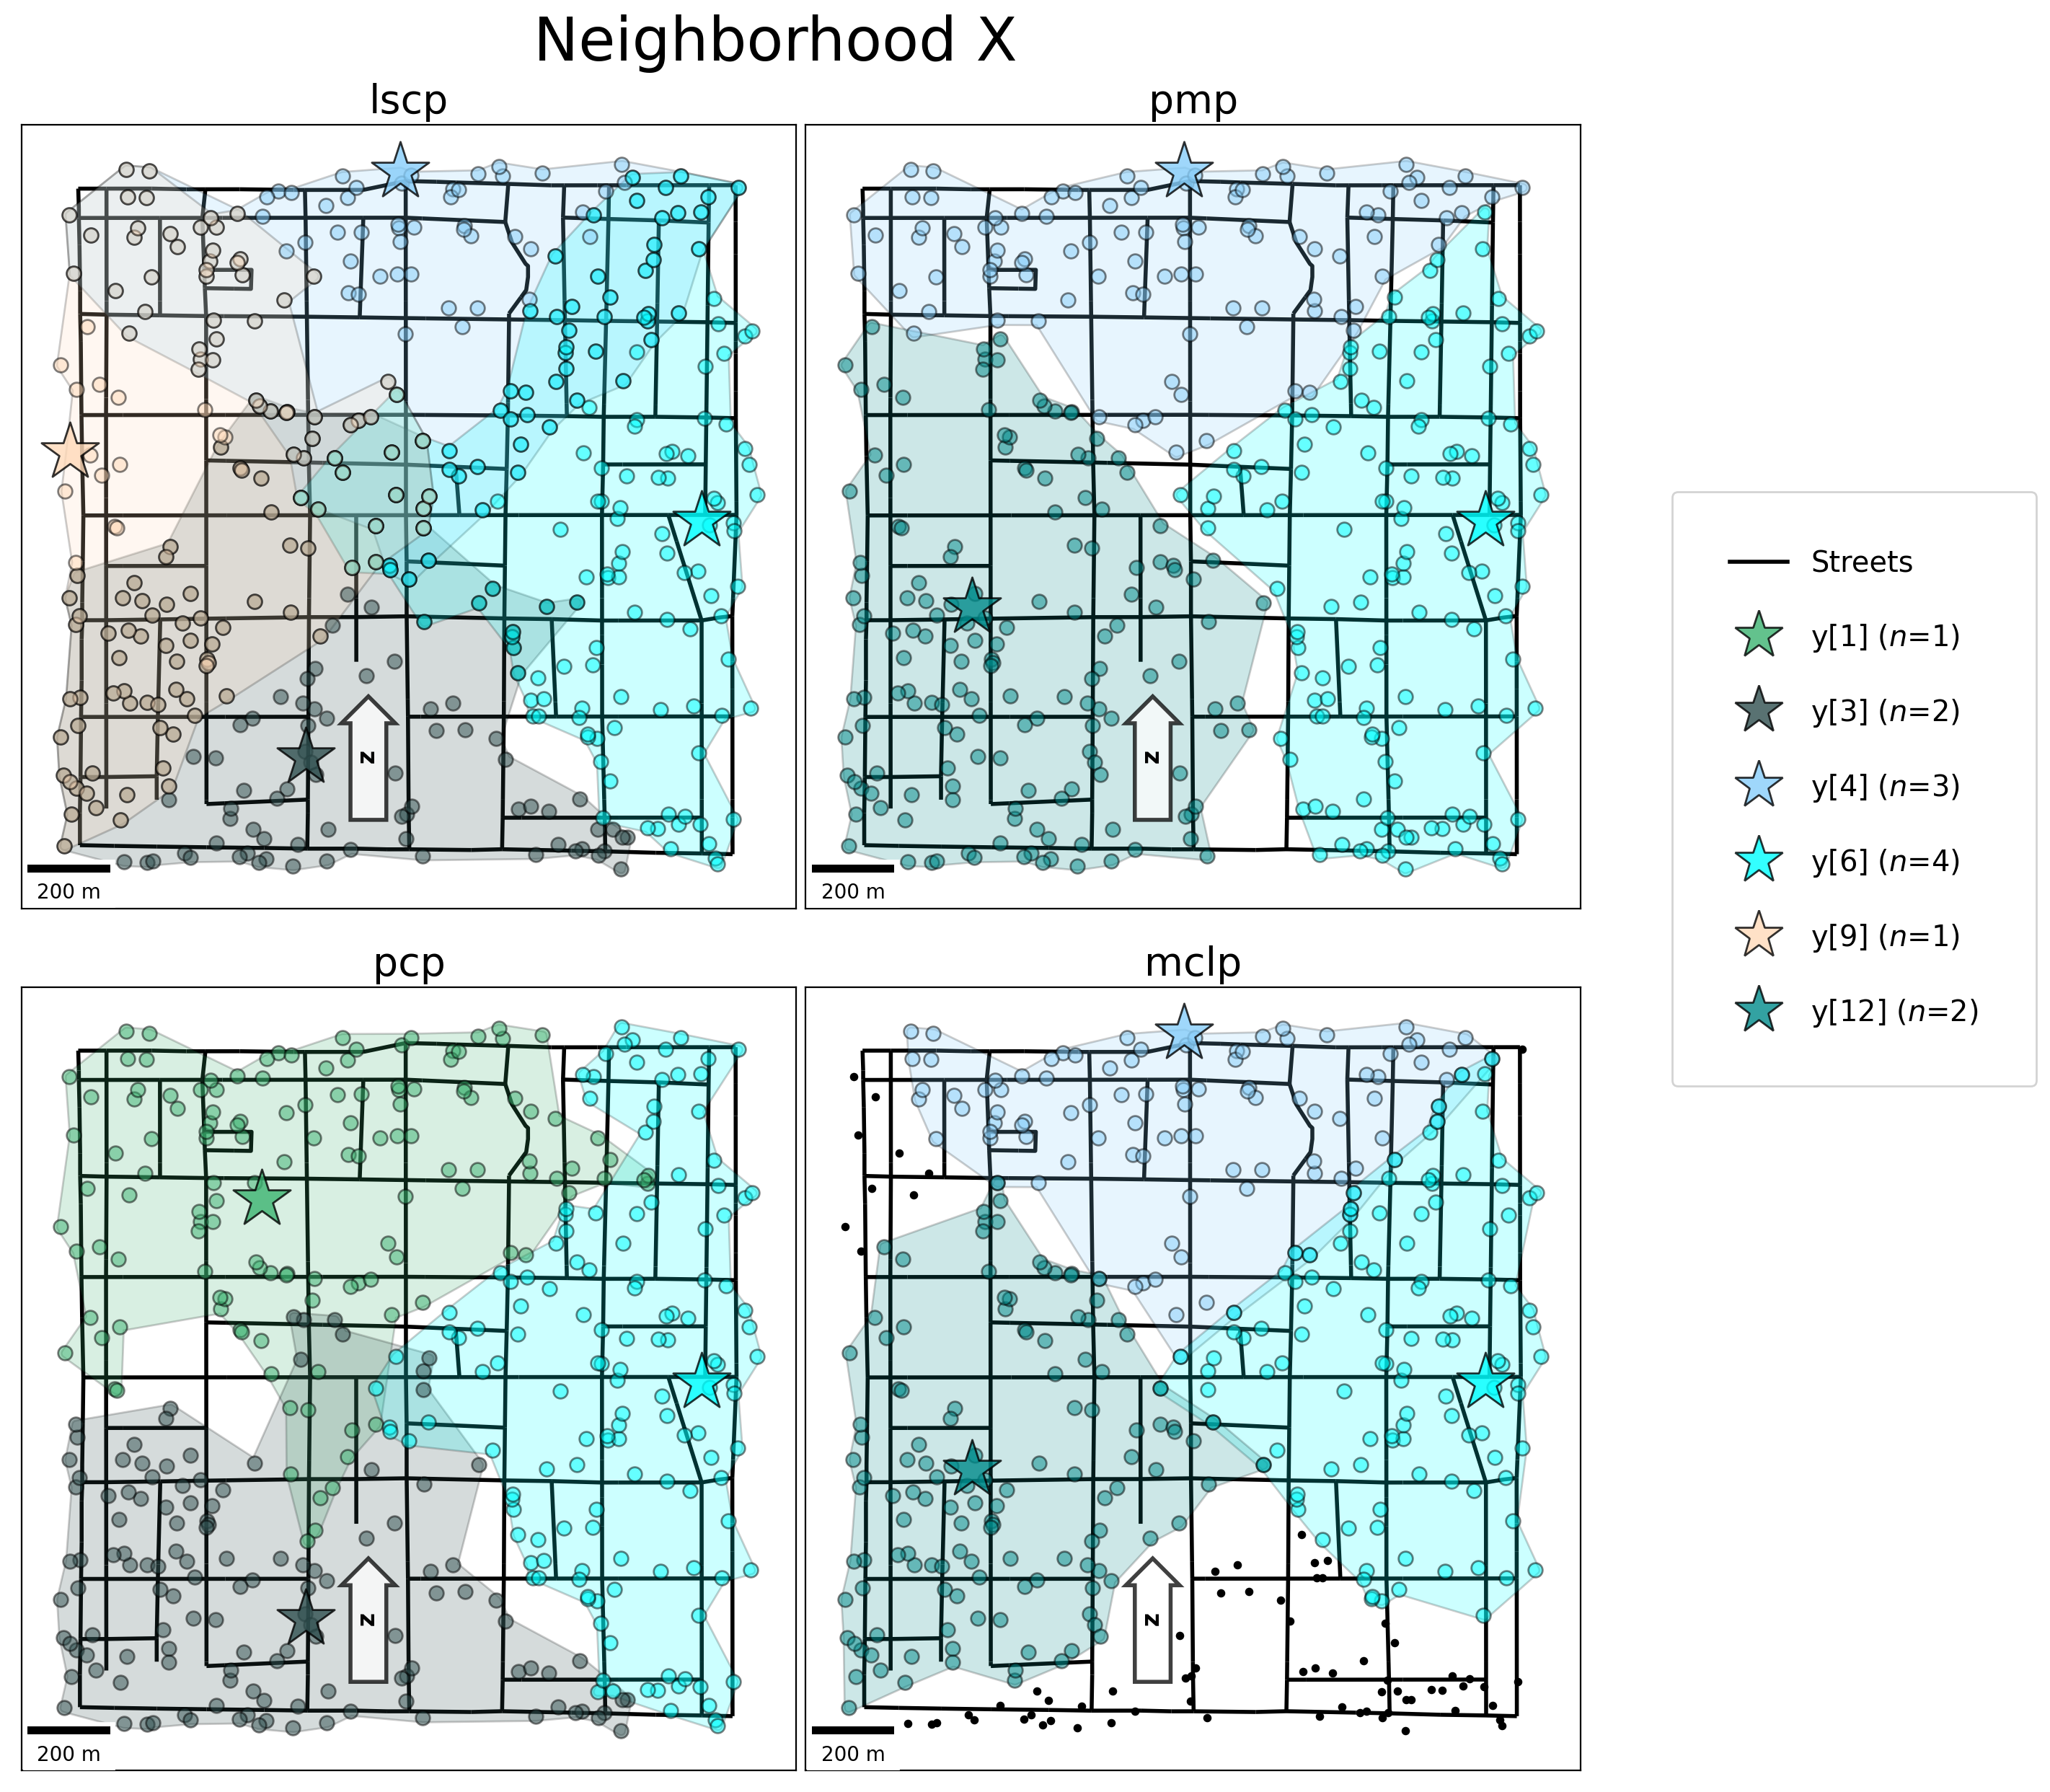 Neighborhood X
lscp
pmp
N
200 m
N
200 m
Streets
y[1] (n=1)
y[3] (n=2)
y[4] (n=3)
y[6] (n=4)
y[9] (n=1)
y[12] (n=2)
pcp
mclp
N
200 m
N
200 m